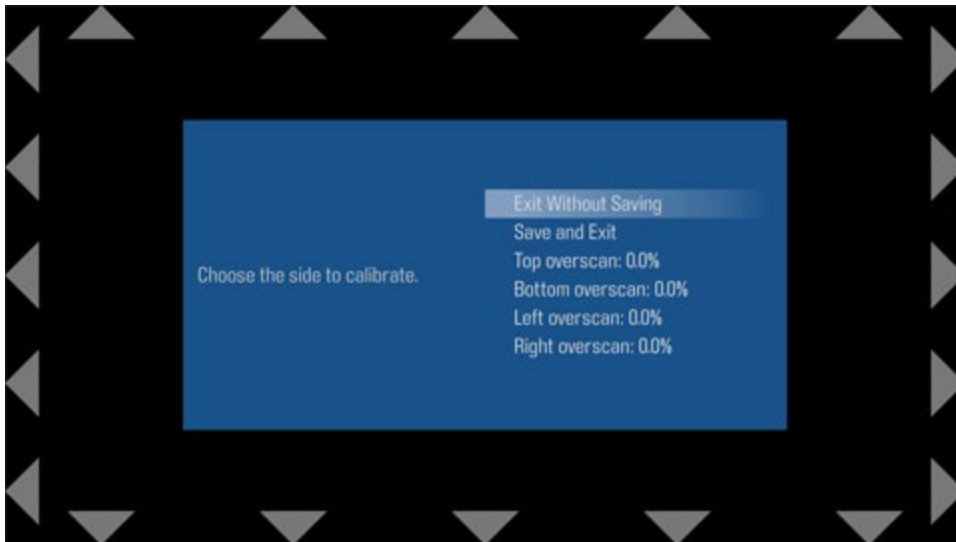 Choose the side to calibrate.
Exit Without Saving
Save and Exit
Top overscan: 0.0%
Bottom overscan: 0.0%
Left overscan: 0.0%
Right overscan: 0.0%